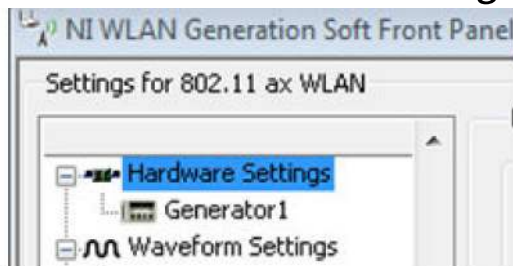 NI WLAN Generation Soft Front Panel
Settings for 802.11 ax WLAN
Hardware Settings
Generator1
Waveform Settings